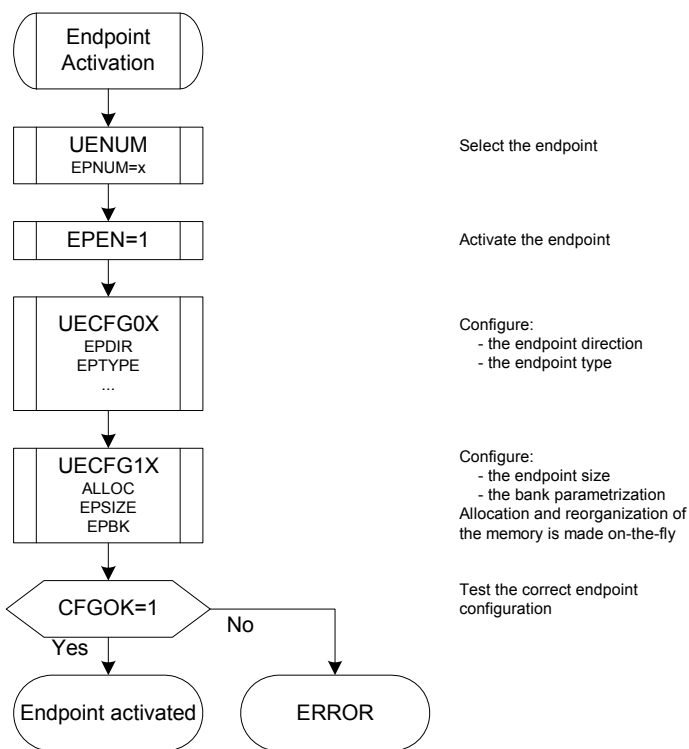 Endpoint
Activation
UENUM
EPNUM=x
Select the endpoint
EPEN=1
Activate the endpoint
UECFG0X
EPDIR
EPTYPE
...
Configure:
- the endpoint direction
- the endpoint type
UECFG1X
ALLOC
EPSIZE
EPBK
Configure:
- the endpoint size
- the bank parametrization
Allocation and reorganization of
the memory is made on-the-fly
CFGOK=1
Test the correct endpoint
configuration
No
Yes
Endpoint activated
ERROR